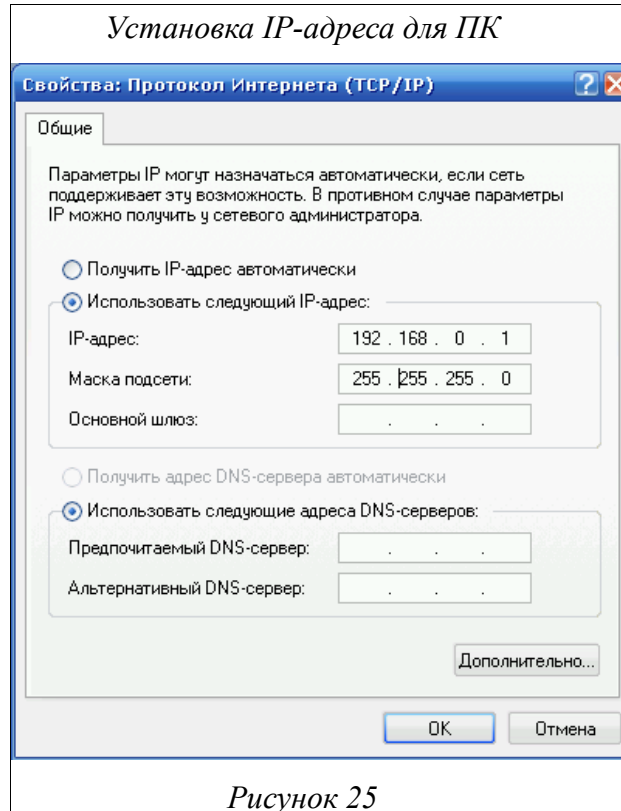 Установка IP-адреса для ПК
Свойства: Протокол Интернета (TCP/IP)
Общие
Параметры IP могут назначаться автоматически, если сеть
поддерживает эту возможность. В противном случае параметры
IP можно получить у сетевого администратора.
Получить IP-адрес автоматически
Использовать следующий IP-адрес:
IP-адрес: 192 . 168 . 0 . 1
Маска подсети: 255 . 255 . 255 . 0
Основной шлюз: . . .
Получить адрес DNS-сервера автоматически
Использовать следующие адреса DNS-серверов:
Предпочитаемый DNS-сервер: . . .
Альтернативный DNS-сервер: . . .
Дополнительно...
OK Отмена
Рисунок 25